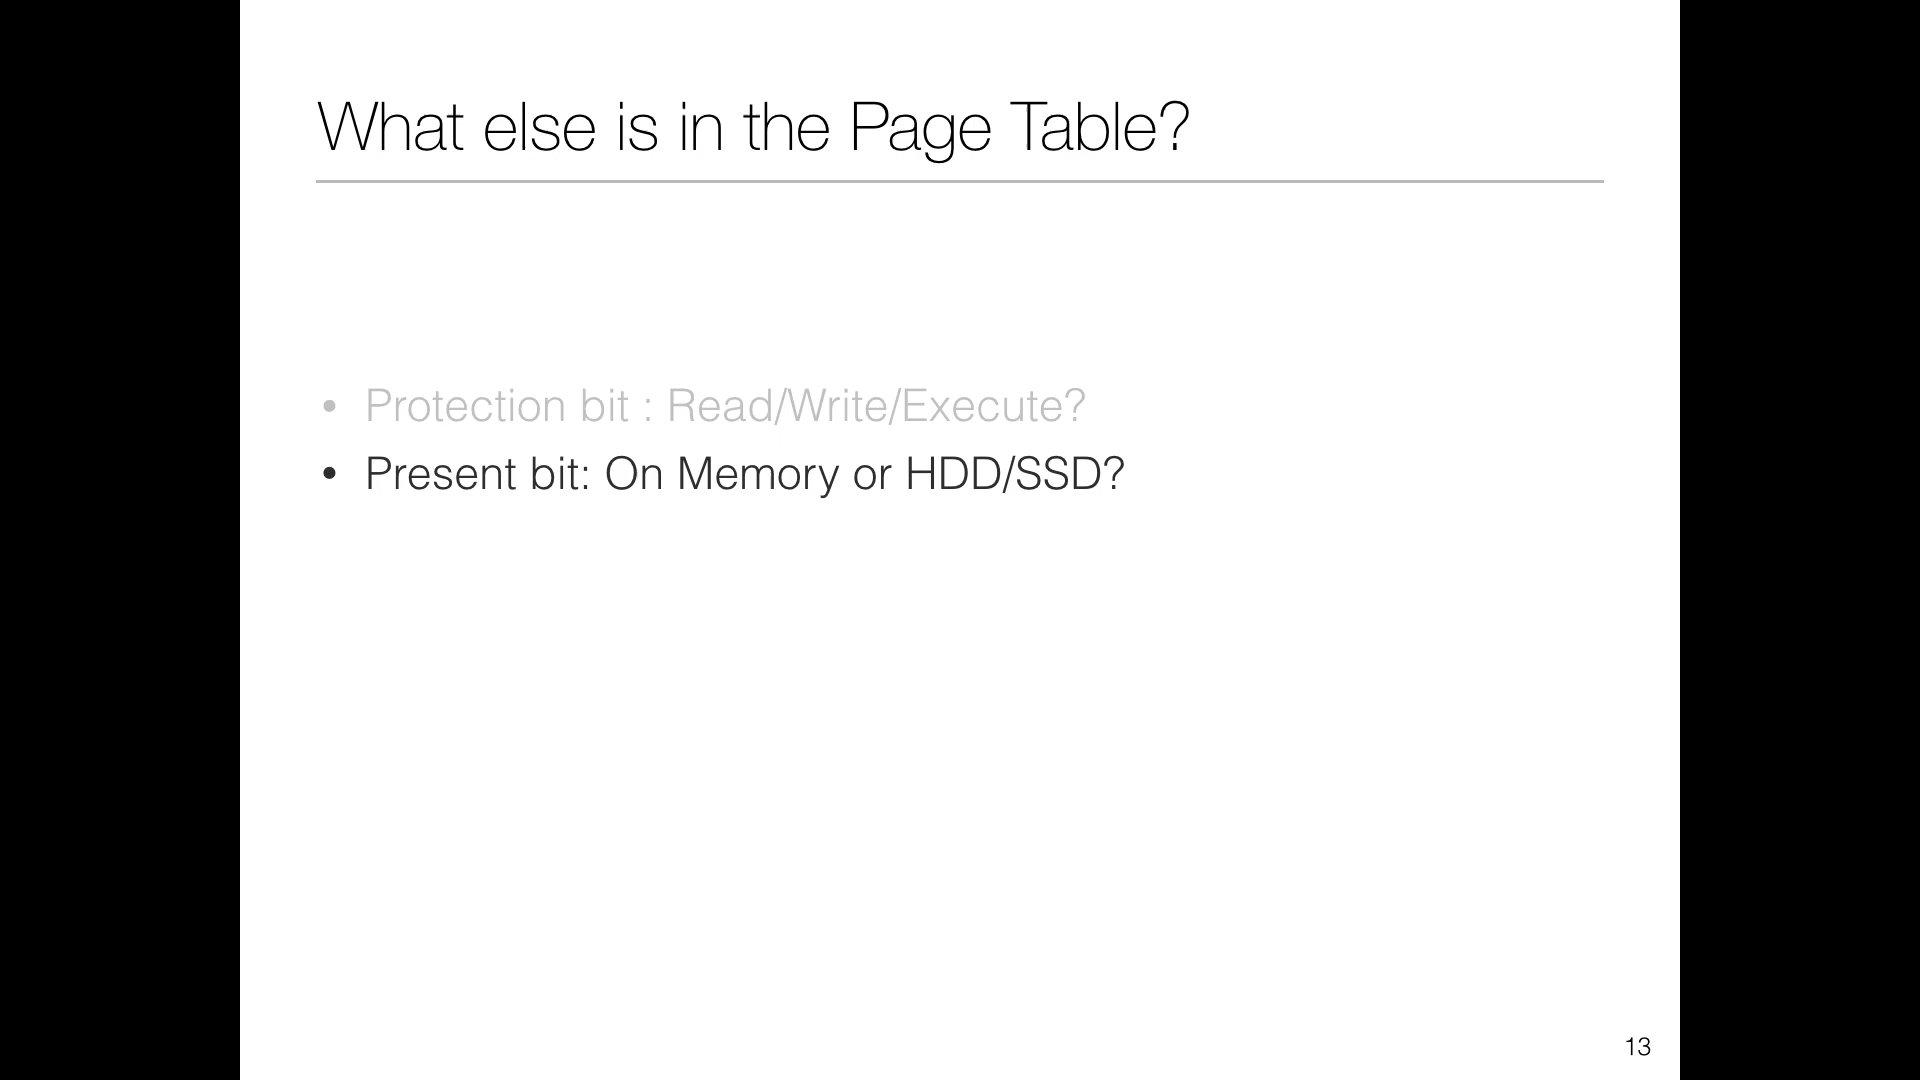 What else is in the Page Table?
• Protection bit : Read/Write/Execute?
• Present bit: On Memory or HDD/SSD?
13